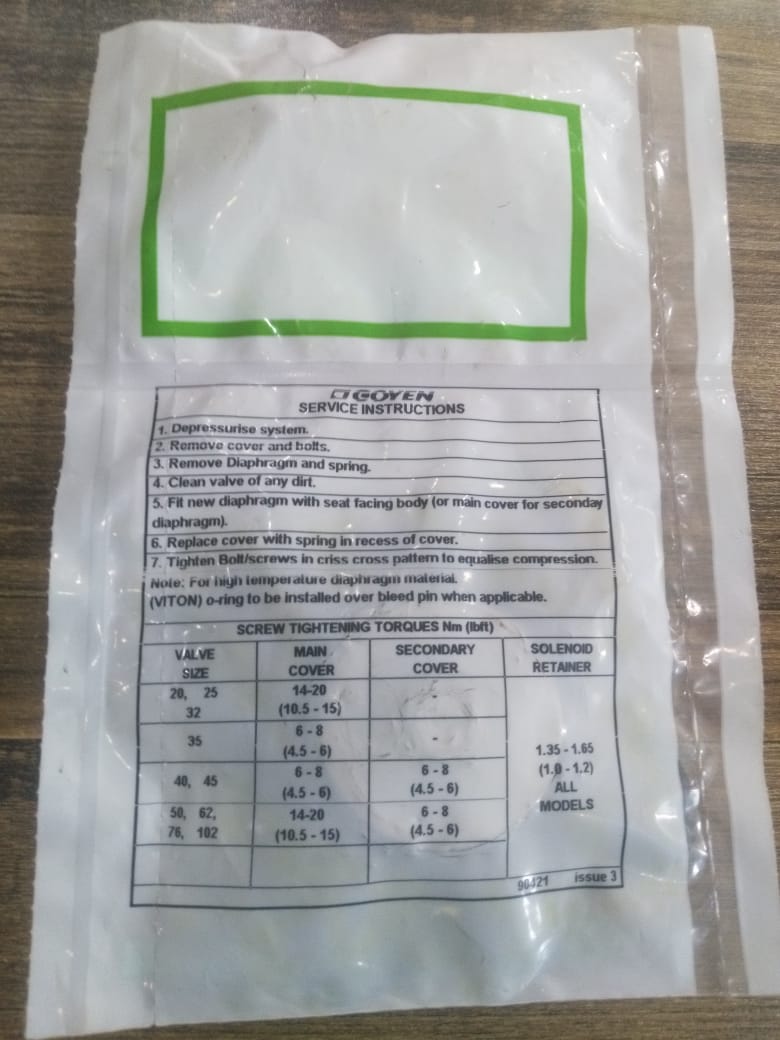 GOYEN
SERVICE INSTRUCTIONS
1. Depressurise system.
2. Remove cover and bolts.
3. Remove Diaphragm and spring.
4. Clean valve of any dirt.
5. Fit new diaphragm with seat facing body (or main cover for seconday
diaphragm).
6. Replace cover with spring in recess of cover.
7. Tighten Bolt/screws in criss cross pattern to equalise compression.
Note: For high temperature diaphragm material.
(VITON) o-ring to be installed over bleed pin when applicable.
SCREW TIGHTENING TORQUES Nm (lbft)
VALVE SIZE MAIN COVER SECONDARY COVER SOLENOID RETAINER
20, 25 32 14-20 (10.5 - 15) -
35 6 - 8 (4.5 - 6) -
40, 45 6 - 8 (4.5 - 6) 6 - 8 (4.5 - 6)
50, 62, 76, 102 14-20 (10.5 - 15) 6 - 8 (4.5 - 6)
1.35 - 1.65 (1.0 - 1.2) ALL MODELS
issue 3